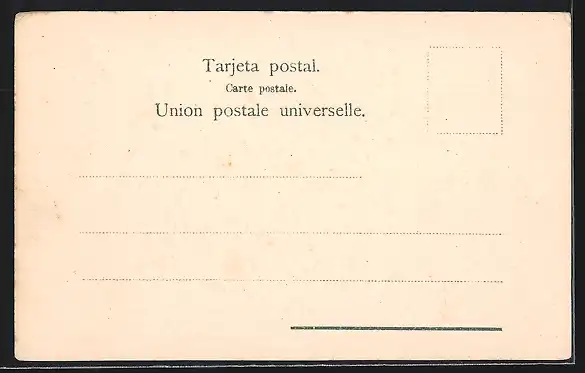 Tarjeta postal.
Carte postale.
Union postale universelle.